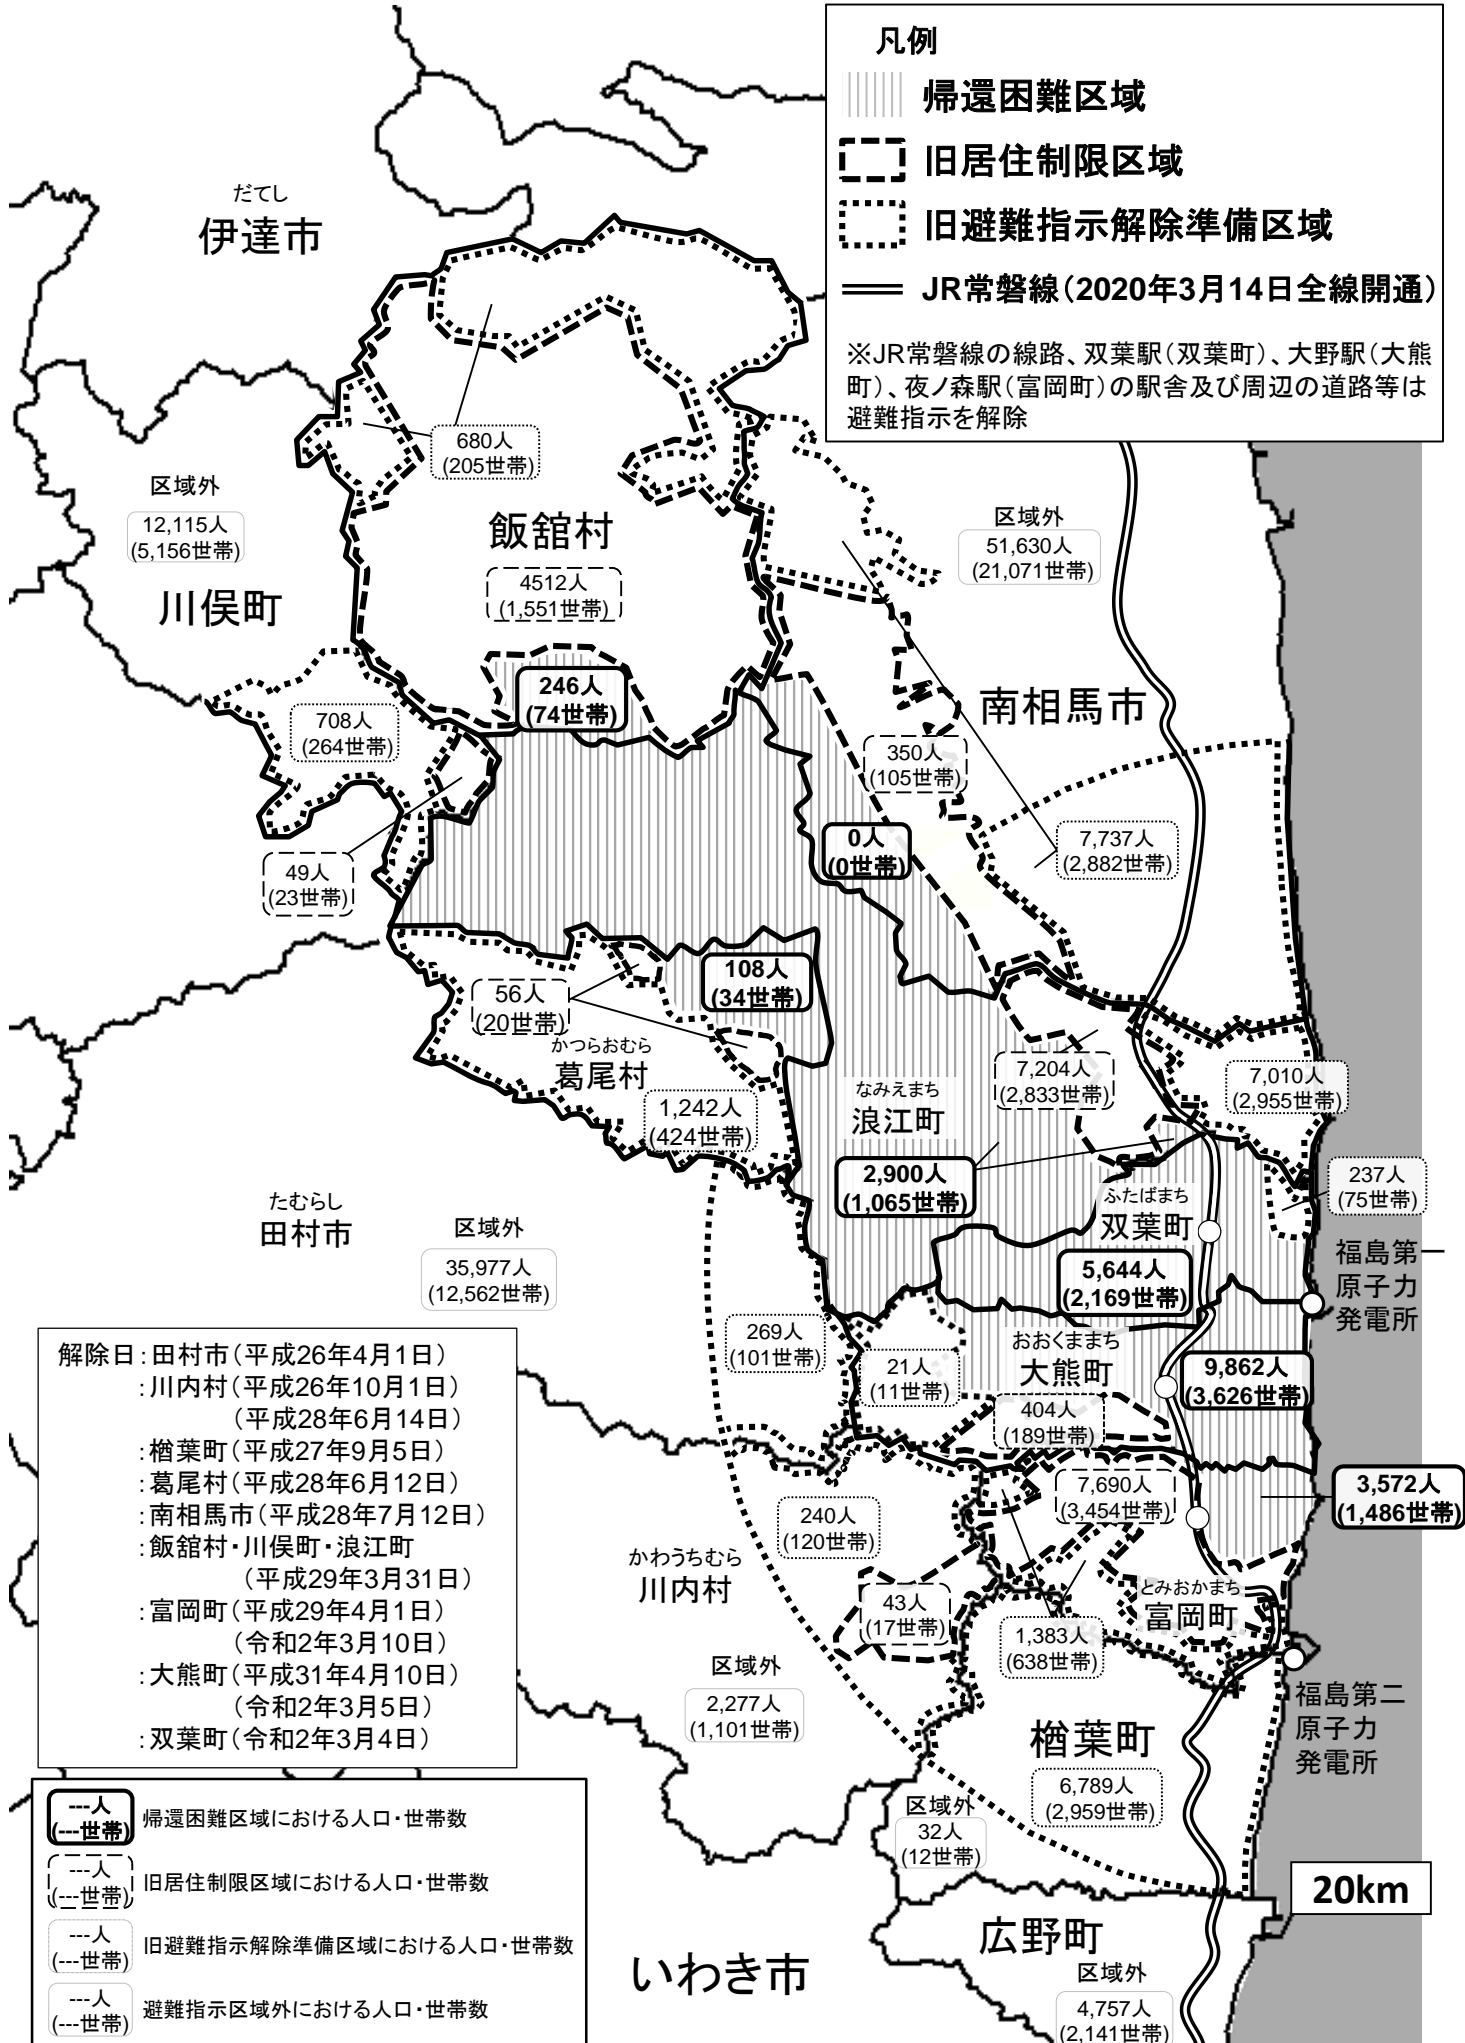 凡例
帰還困難区域
旧居住制限区域
旧避難指示解除準備区域
JR常磐線(2020年3月14日全線開通)
※JR常磐線の線路、双葉駅(双葉町)、大野駅(大熊
町)、夜ノ森駅(富岡町)の駅舎及び周辺の道路等は
避難指示を解除
だてし
伊達市
680人
(205世帯)
区域外
12,115人
(5,156世帯)
川俣町
飯舘村
4512人
(1,551世帯)
区域外
51,630人
(21,071世帯)
246人
(74世帯)
南相馬市
708人
(264世帯)
350人
(105世帯)
0人
(0世帯)
7,737人
(2,882世帯)
49人
(23世帯)
108人
(34世帯)
56人
(20世帯)
かつらおむら
葛尾村
7,204人
(2,833世帯)
7,010人
(2,955世帯)
なみえまち
浪江町
1,242人
(424世帯)
2,900人
(1,065世帯)
237人
(75世帯)
ふたばまち
双葉町
たむらし
田村市
区域外
35,977人
(12,562世帯)
5,644人
(2,169世帯)
福島第一
原子力
発電所
269人
(101世帯)
おおくままち
大熊町
21人
(11世帯)
9,862人
(3,626世帯)
404人
(189世帯)
解除日:田村市(平成26年4月1日)
:川内村(平成26年10月1日)
(平成28年6月14日)
:楢葉町(平成27年9月5日)
:葛尾村(平成28年6月12日)
:南相馬市(平成28年7月12日)
:飯舘村・川俣町・浪江町
(平成29年3月31日)
:富岡町(平成29年4月1日)
(令和2年3月10日)
:大熊町(平成31年4月10日)
(令和2年3月5日)
:双葉町(令和2年3月4日)
7,690人
(3,454世帯)
3,572人
(1,486世帯)
240人
(120世帯)
かわうちむら
川内村
43人
(17世帯)
とみおかまち
富岡町
1,383人
(638世帯)
区域外
2,277人
(1,101世帯)
福島第二
原子力
発電所
楢葉町
6,789人
(2,959世帯)
区域外
32人
(12世帯)
20km
広野町
いわき市
区域外
4,757人
(2,141世帯)
---人
(---世帯)
帰還困難区域における人口・世帯数
---人
(---世帯)
旧居住制限区域における人口・世帯数
---人
(---世帯)
旧避難指示解除準備区域における人口・世帯数
---人
(---世帯)
避難指示区域外における人口・世帯数